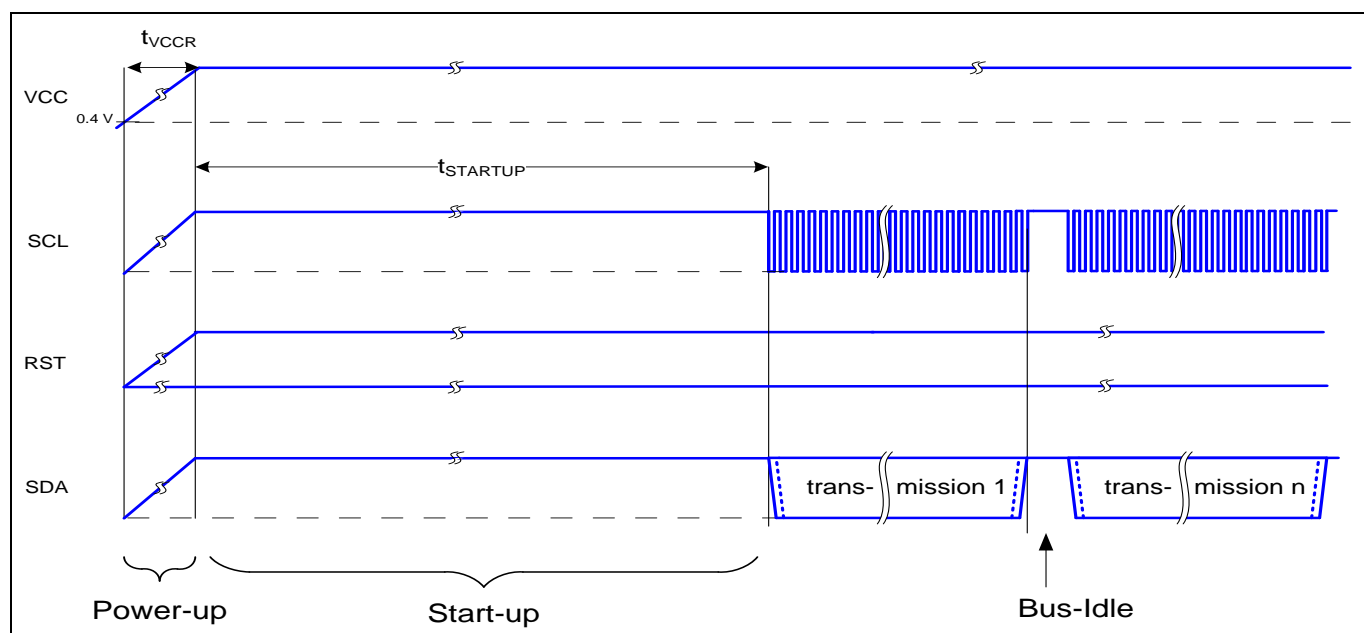 tVCCR
VCC
0.4 V
tSTARTUP
SCL
RST
SDA
trans- mission 1
trans- mission n
Power-up
Start-up
Bus-Idle